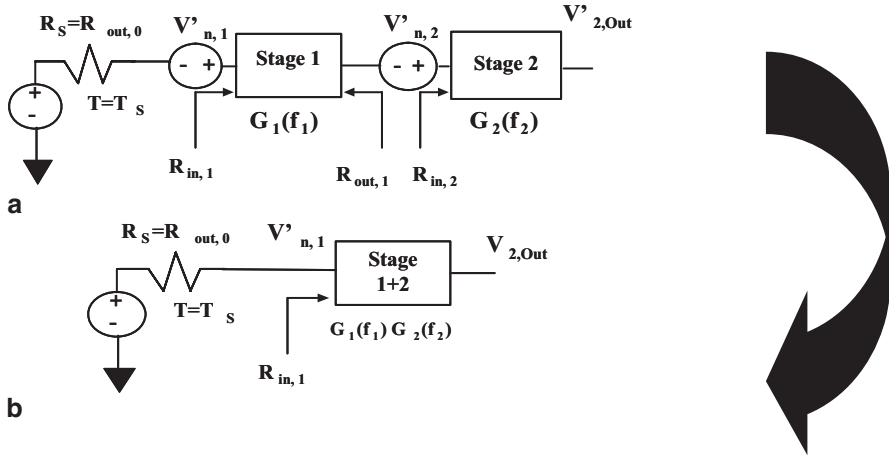 R S=R out, 0
V' n, 1
V' n, 2
V' 2,Out
+
-
- +
Stage 1
- +
Stage 2
T=T S
G 1(f 1)
G 2(f 2)
R in, 1
R out, 1
R in, 2
a
R S=R out, 0
V' n, 1
V 2,Out
Stage
1+2
+
-
T=T S
G 1(f 1) G 2(f 2)
R in, 1
b